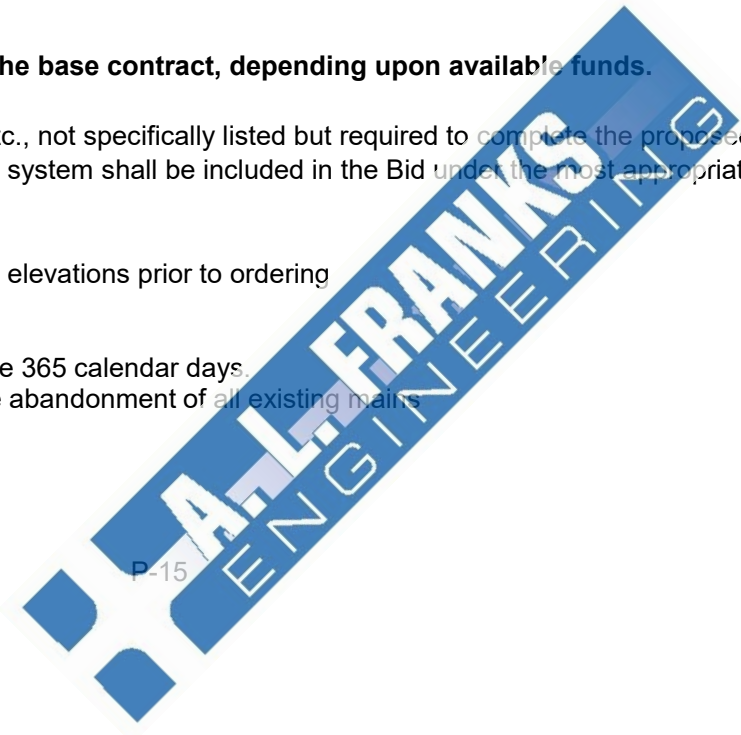 he base contract, depending upon available funds.
tc., not specifically listed but required to complete the propose
system shall be included in the Bid under the most appropriat
elevations prior to ordering
e 365 calendar days.
e abandonment of all existing mains
A. L. FRANKS
ENGINEERING
P-15